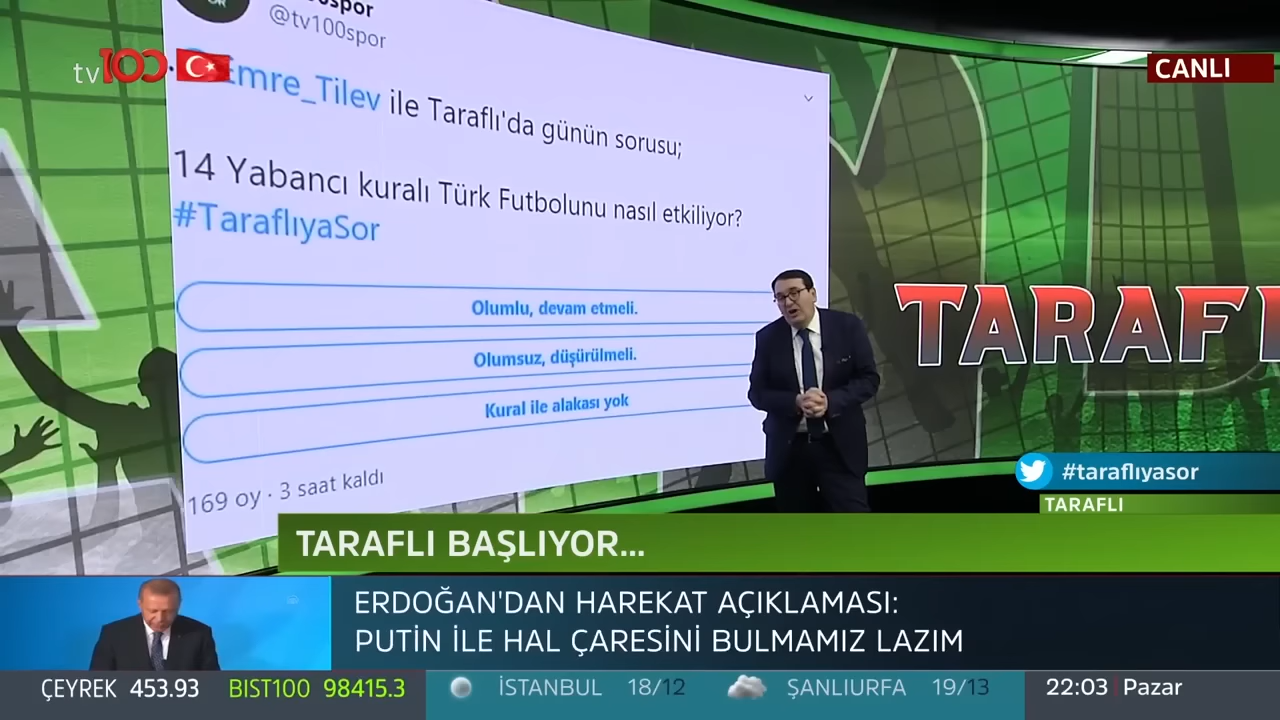 @tv100spor
tv100
CANLI
Emre_Tilev ile Taraflı'da günün sorusu;
14 Yabancı kuralı Türk Futbolunu nasıl etkiliyor?
#TaraflıyaSor
Olumlu, devam etmeli.
Olumsuz, düşürülmeli.
Kural ile alakası yok
169 oy · 3 saat kaldı
#taraflıyasor
TARAFLI
TARAFLI BAŞLIYOR...
ERDOĞAN'DAN HAREKAT AÇIKLAMASI:
PUTİN İLE HAL ÇARESİNİ BULMAMIZ LAZIM
ÇEYREK 453.93 BIST100 98415.3 İSTANBUL 18/12 ŞANLIURFA 19/13 22:03 Pazar